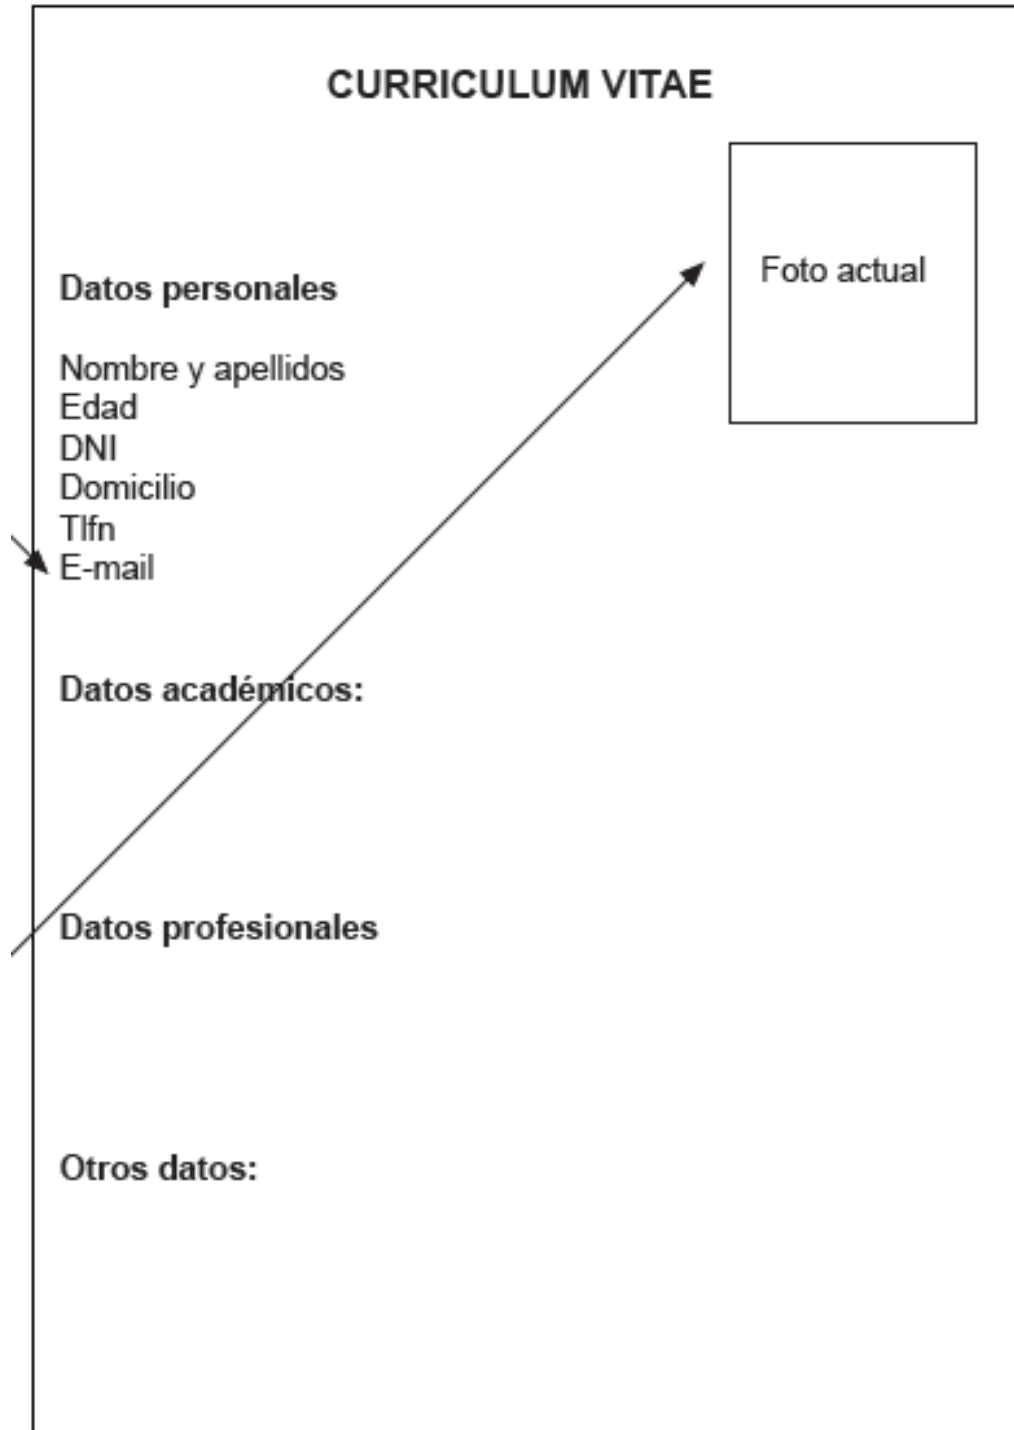 CURRICULUM VITAE
Foto actual
Datos personales
Nombre y apellidos
Edad
DNI
Domicilio
Tlfn
E-mail
Datos académicos:
Datos profesionales
Otros datos: